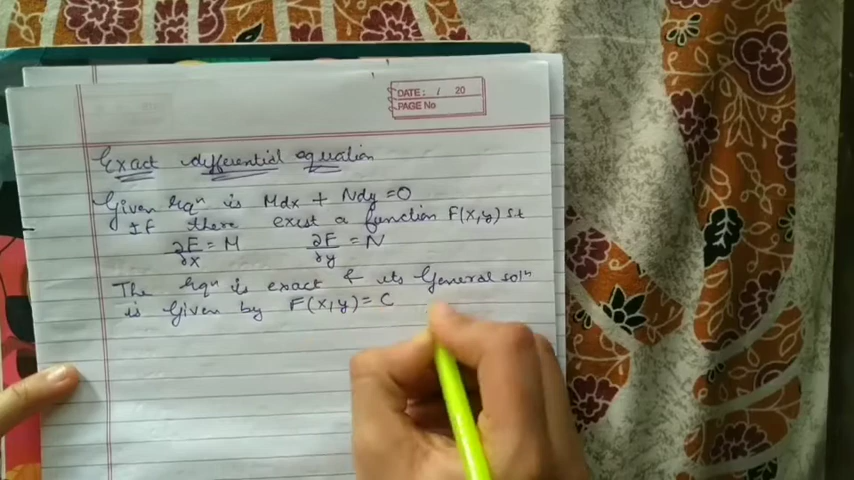 DATE: / 20
PAGE No
Exact differential equation
Given Eqⁿ is Mdx + Ndy = 0
If there exist a function F(x,y) st
∂F/∂x = M ∂F/∂y = N
The Eqⁿ is exact & its General solⁿ
is Given by F(x,y) = C